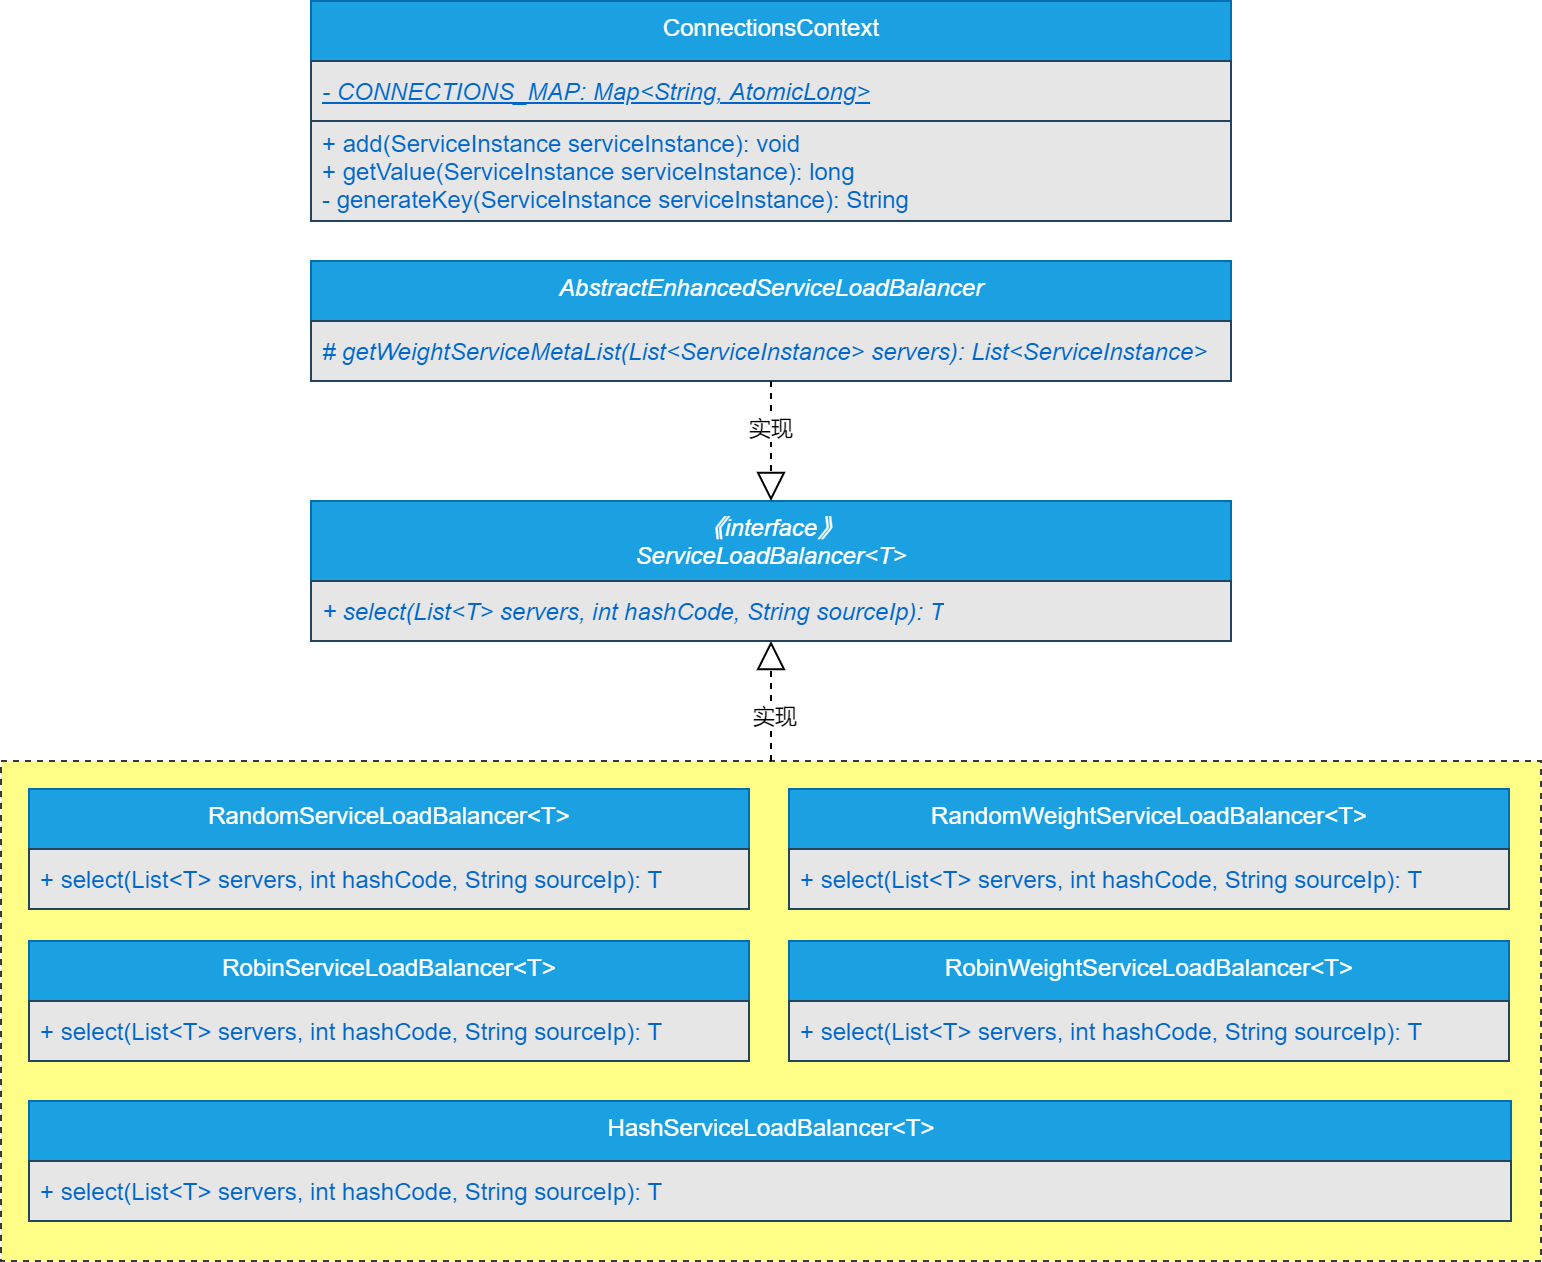 ConnectionsContext
- CONNECTIONS_MAP: Map<String, AtomicLong>
+ add(ServiceInstance serviceInstance): void
+ getValue(ServiceInstance serviceInstance): long
- generateKey(ServiceInstance serviceInstance): String
AbstractEnhancedServiceLoadBalancer
# getWeightServiceMetaList(List<ServiceInstance> servers): List<ServiceInstance>
实现
《interface》
ServiceLoadBalancer<T>
+ select(List<T> servers, int hashCode, String sourceIp): T
实现
RandomServiceLoadBalancer<T>
+ select(List<T> servers, int hashCode, String sourceIp): T
RandomWeightServiceLoadBalancer<T>
+ select(List<T> servers, int hashCode, String sourceIp): T
RobinServiceLoadBalancer<T>
+ select(List<T> servers, int hashCode, String sourceIp): T
RobinWeightServiceLoadBalancer<T>
+ select(List<T> servers, int hashCode, String sourceIp): T
HashServiceLoadBalancer<T>
+ select(List<T> servers, int hashCode, String sourceIp): T